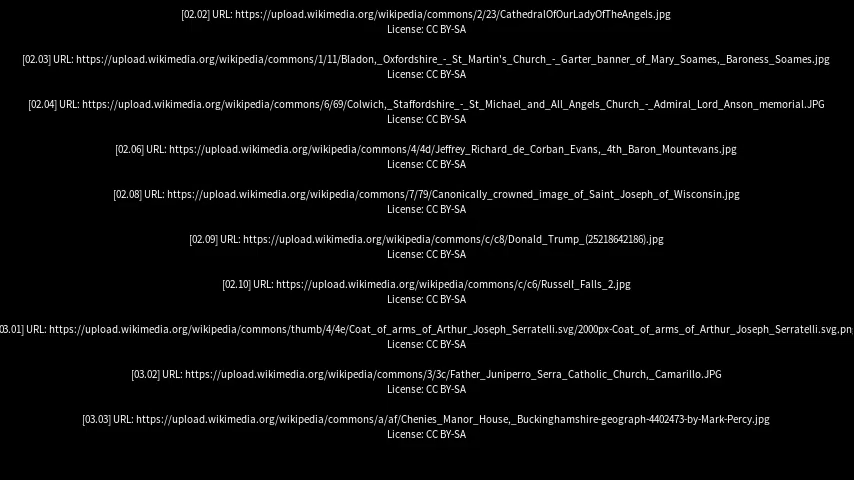 [02.02] URL: https://upload.wikimedia.org/wikipedia/commons/2/23/CathedralOfOurLadyOfTheAngels.jpg
License: CC BY-SA
[02.03] URL: https://upload.wikimedia.org/wikipedia/commons/1/11/Bladon,_Oxfordshire_-_St_Martin's_Church_-_Garter_banner_of_Mary_Soames,_Baroness_Soames.jpg
License: CC BY-SA
[02.04] URL: https://upload.wikimedia.org/wikipedia/commons/6/69/Colwich,_Staffordshire_-_St_Michael_and_All_Angels_Church_-_Admiral_Lord_Anson_memorial.JPG
License: CC BY-SA
[02.06] URL: https://upload.wikimedia.org/wikipedia/commons/4/4d/Jeffrey_Richard_de_Corban_Evans,_4th_Baron_Mountevans.jpg
License: CC BY-SA
[02.08] URL: https://upload.wikimedia.org/wikipedia/commons/7/79/Canonically_crowned_image_of_Saint_Joseph_of_Wisconsin.jpg
License: CC BY-SA
[02.09] URL: https://upload.wikimedia.org/wikipedia/commons/c/c8/Donald_Trump_(25218642186).jpg
License: CC BY-SA
[02.10] URL: https://upload.wikimedia.org/wikipedia/commons/c/c6/Russell_Falls_2.jpg
License: CC BY-SA
03.01] URL: https://upload.wikimedia.org/wikipedia/commons/thumb/4/4e/Coat_of_arms_of_Arthur_Joseph_Serratelli.svg/2000px-Coat_of_arms_of_Arthur_Joseph_Serratelli.svg.png
License: CC BY-SA
[03.02] URL: https://upload.wikimedia.org/wikipedia/commons/3/3c/Father_Juniperro_Serra_Catholic_Church,_Camarillo.JPG
License: CC BY-SA
[03.03] URL: https://upload.wikimedia.org/wikipedia/commons/a/af/Chenies_Manor_House,_Buckinghamshire-geograph-4402473-by-Mark-Percy.jpg
License: CC BY-SA